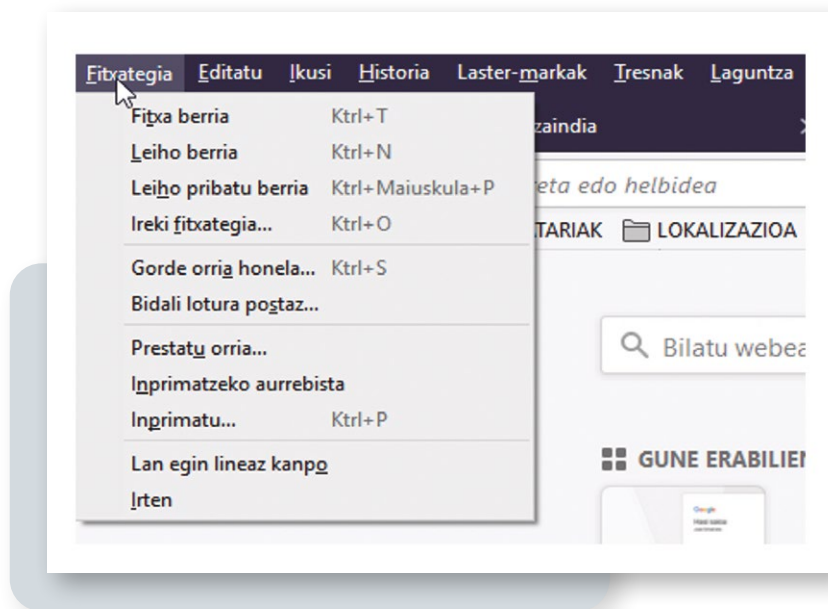 Fitxategia Editatu Ikusi Historia Laster-markak Tresnak Laguntza
Fitxa berria Ktrl+T
zaindia
Leiho berria Ktrl+N
Leiho pribatu berria Ktrl+Maiuskula+P
eta edo helbidea
Ireki fitxategia... Ktrl+O
TARIAK LOKALIZAZIOA
Gorde orria honela... Ktrl+S
Bidali lotura postaz...
Prestatu orria...
Bilatu webea
Inprimatzeko aurrebista
Inprimatu... Ktrl+P
Lan egin lineaz kanpo
GUNE ERABILIEN
Irten
Google